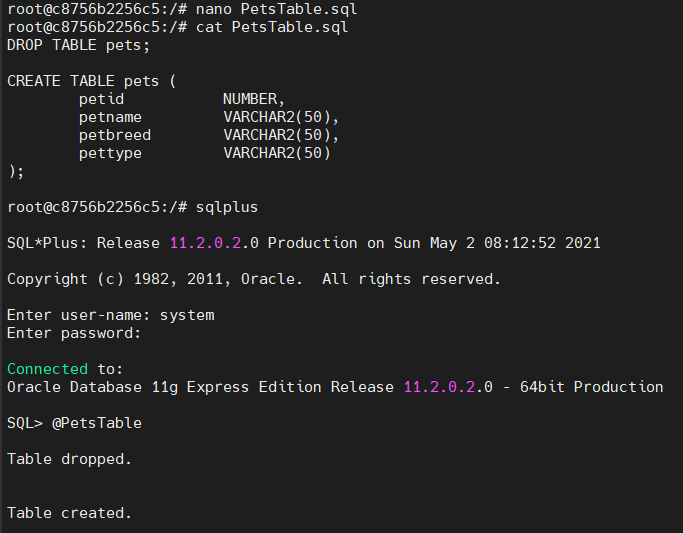 root@c8756b2256c5:/# nano PetsTable.sql
root@c8756b2256c5:/# cat PetsTable.sql
DROP TABLE pets;
CREATE TABLE pets (
petid NUMBER,
petname VARCHAR2(50),
petbreed VARCHAR2(50),
pettype VARCHAR2(50)
);
root@c8756b2256c5:/# sqlplus
SQL*Plus: Release 11.2.0.2.0 Production on Sun May 2 08:12:52 2021
Copyright (c) 1982, 2011, Oracle.  All rights reserved.
Enter user-name: system
Enter password:
Connected to:
Oracle Database 11g Express Edition Release 11.2.0.2.0 - 64bit Production
SQL> @PetsTable
Table dropped.
Table created.